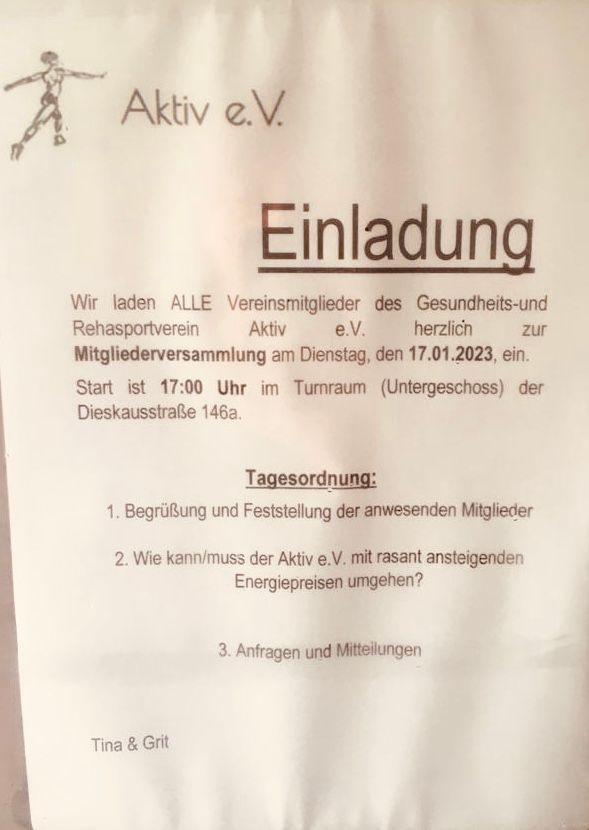 Aktiv e.V.
Einladung
Wir laden ALLE Vereinsmitglieder des Gesundheits-und
Rehasportverein Aktiv e.V. herzlich zur
Mitgliederversammlung am Dienstag, den 17.01.2023, ein.
Start ist 17:00 Uhr im Turnraum (Untergeschoss) der
Dieskausstraße 146a.
Tagesordnung:
1. Begrüßung und Feststellung der anwesenden Mitglieder
2. Wie kann/muss der Aktiv e.V. mit rasant ansteigenden
Energiepreisen umgehen?
3. Anfragen und Mitteilungen
Tina & Grit